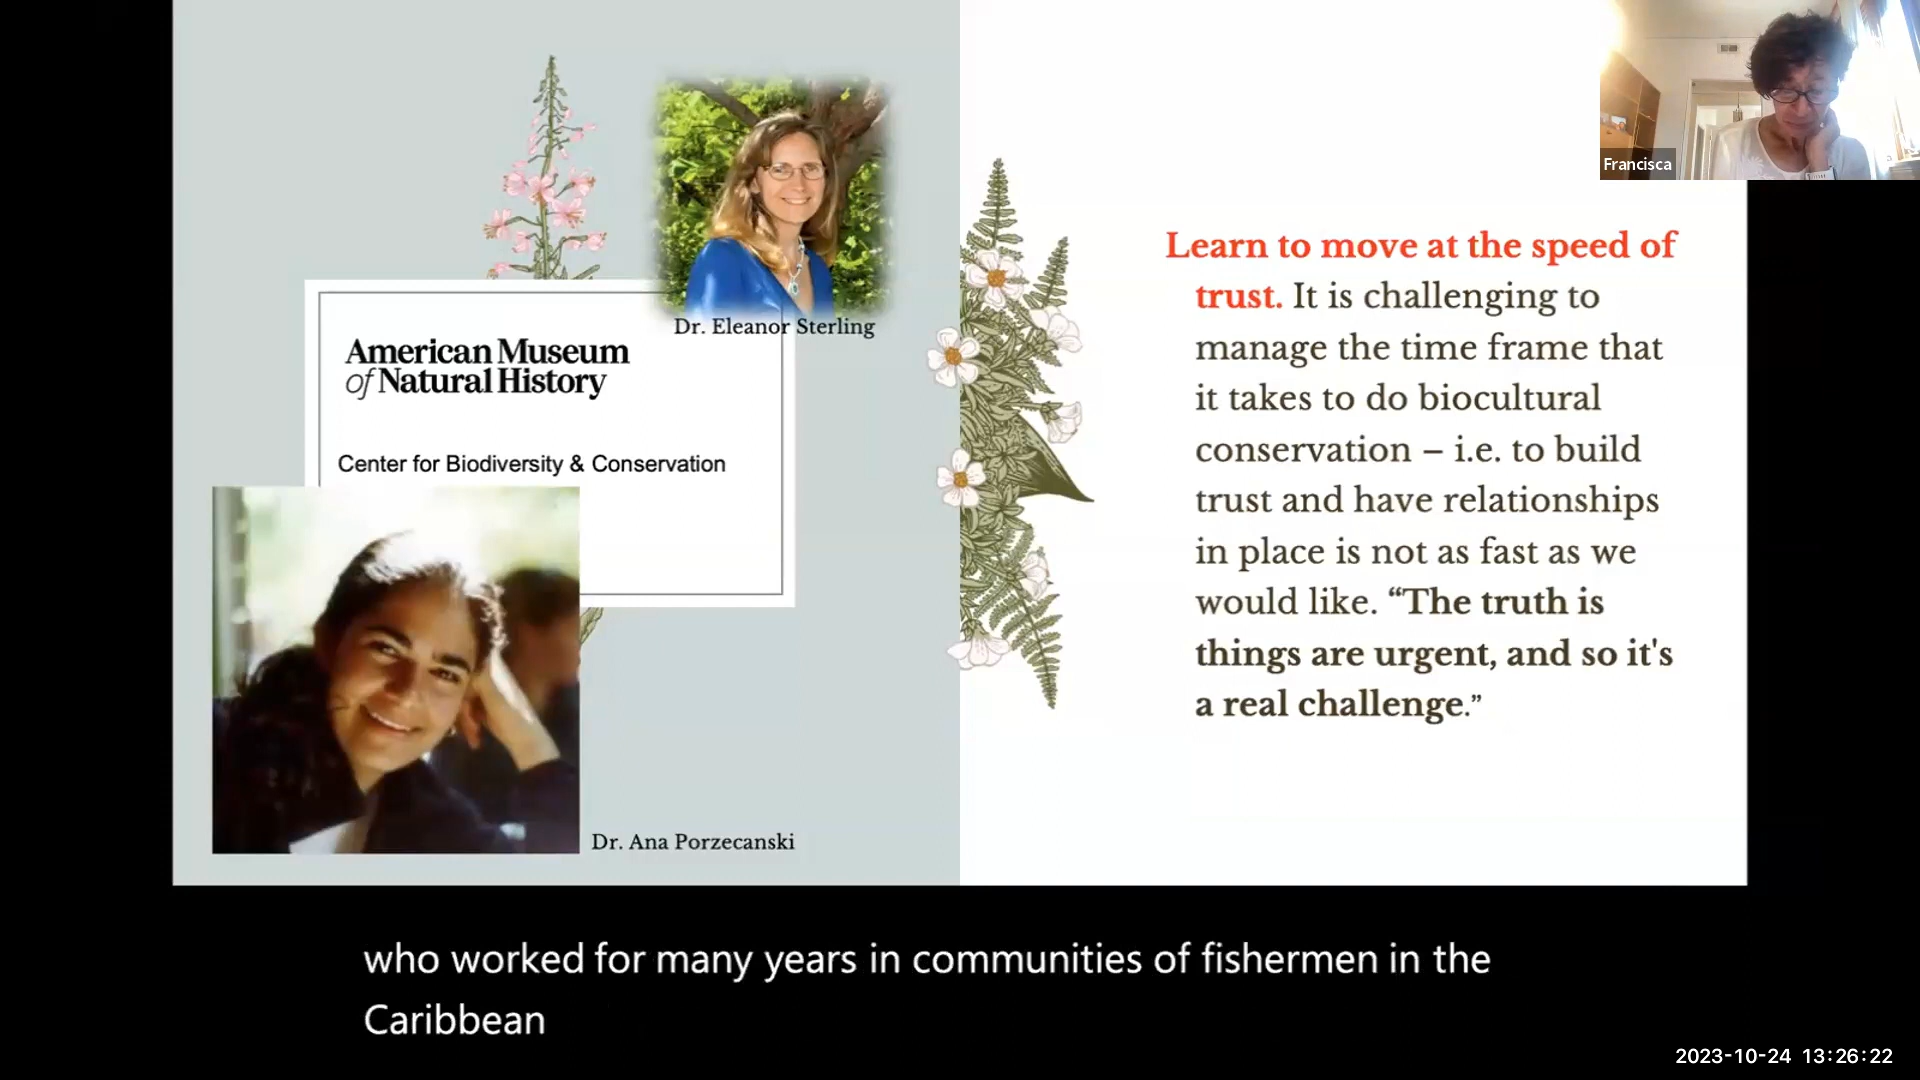 Francisca
Dr. Eleanor Sterling
American Museum
of Natural History
Center for Biodiversity & Conservation
Dr. Ana Porzecanski
Learn to move at the speed of
trust. It is challenging to
manage the time frame that
it takes to do biocultural
conservation – i.e. to build
trust and have relationships
in place is not as fast as we
would like. “The truth is
things are urgent, and so it's
a real challenge.”
who worked for many years in communities of fishermen in the
Caribbean
2023-10-24 13:26:22